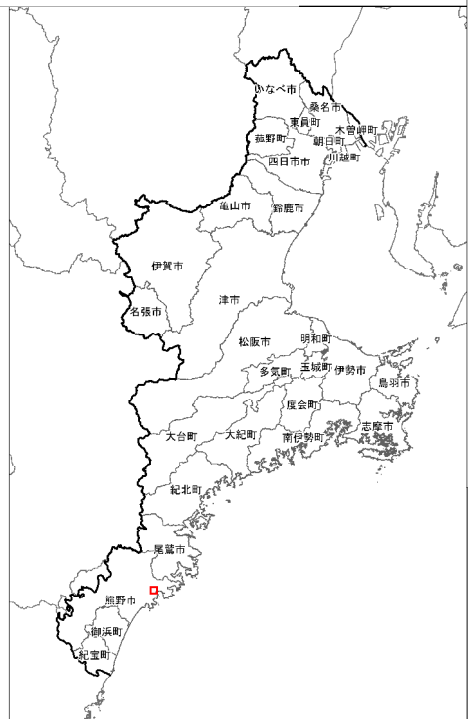 いなべ市
桑名市
東員町
木曽岬町
菰野町
朝日町
川越町
四日市市
亀山市
鈴鹿市
伊賀市
津市
名張市
松阪市
明和町
多気町
玉城町
伊勢市
鳥羽市
度会町
志摩市
大台町
大紀町
南伊勢町
紀北町
尾鷲市
熊野市
御浜町
紀宝町